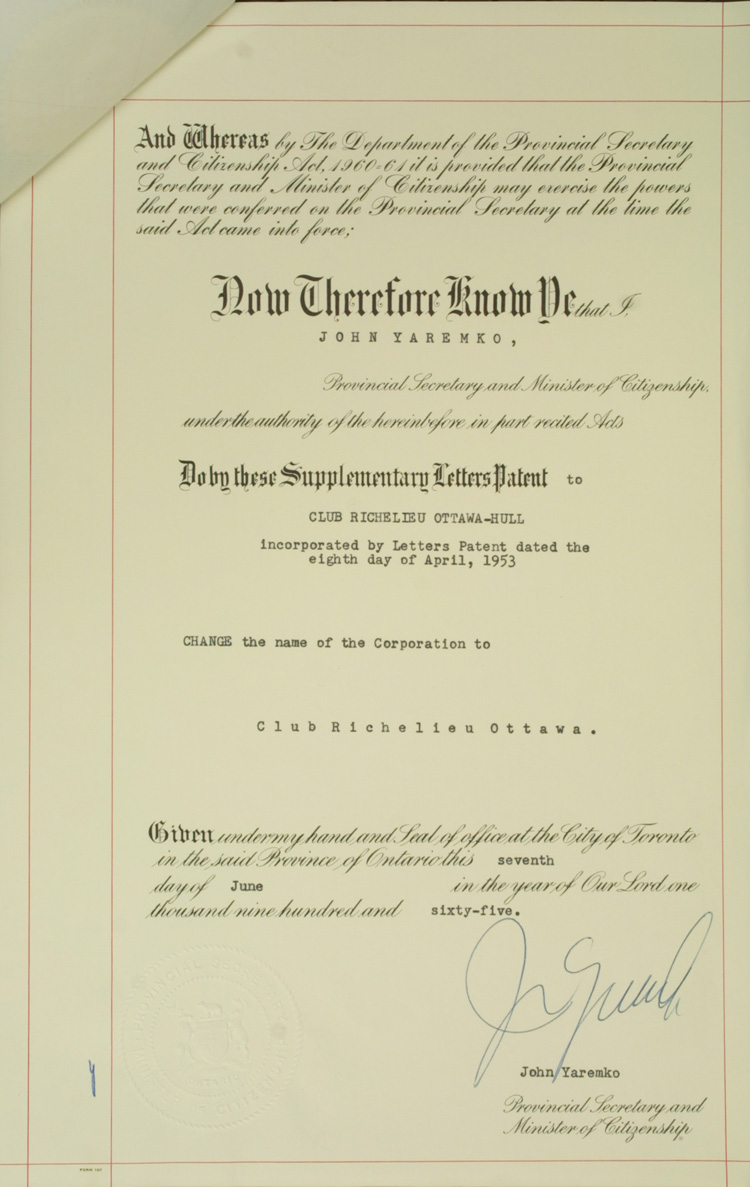 And Whereas by The Department of the Provincial Secretary
and Citizenship Act, 1960-61 it is provided that the Provincial
Secretary and Minister of Citizenship may exercise the powers
that were conferred on the Provincial Secretary at the time the
said Act came into force;
Now Therefore Know Ye that I,
JOHN YAREMKO,
Provincial Secretary and Minister of Citizenship,
under the authority of the hereinbefore in part recited Acts
Do by these Supplementary Letters Patent to
CLUB RICHELIEU OTTAWA-HULL
incorporated by Letters Patent dated the
eighth day of April, 1953
CHANGE the name of the Corporation to
Club Richelieu Ottawa.
Given under my hand and Seal of office at the City of Toronto
in the said Province of Ontario this seventh
day of June in the year of Our Lord one
thousand nine hundred and sixty-five.
John Yaremko
Provincial Secretary and
Minister of Citizenship